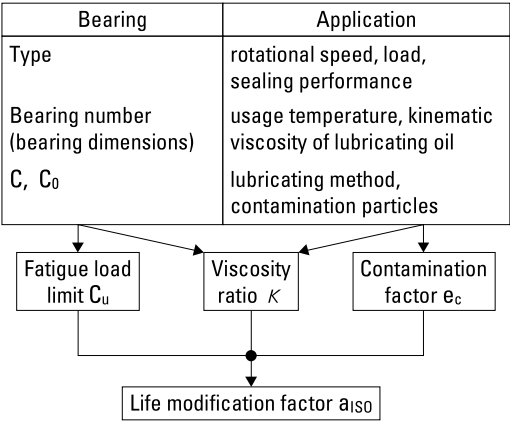 Bearing
Application
Type
rotational speed, load,
sealing performance
Bearing number
(bearing dimensions)
usage temperature, kinematic
viscosity of lubricating oil
C, C0
lubricating method,
contamination particles
Fatigue load
limit Cu
Viscosity
ratio K
Contamination
factor ec
Life modification factor aISO